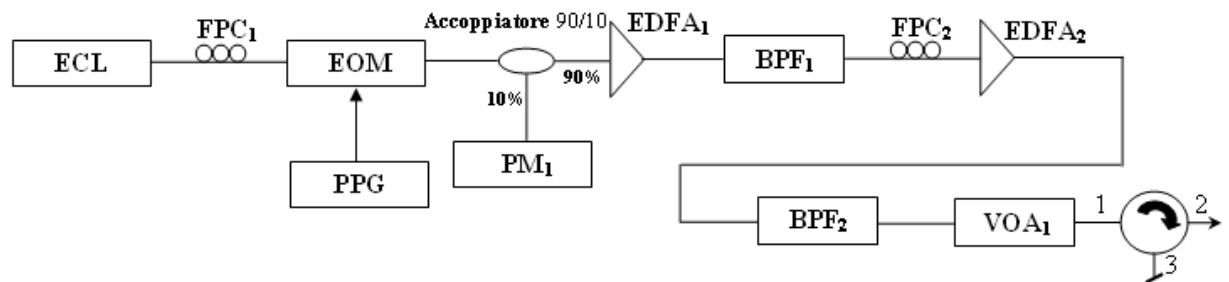 Accoppiatore 90/10
FPC₁
EDFA₁
FPC₂
EDFA₂
ECL
EOM
BPF₁
90%
10%
PM₁
PPG
BPF₂
VOA₁
1
2
3